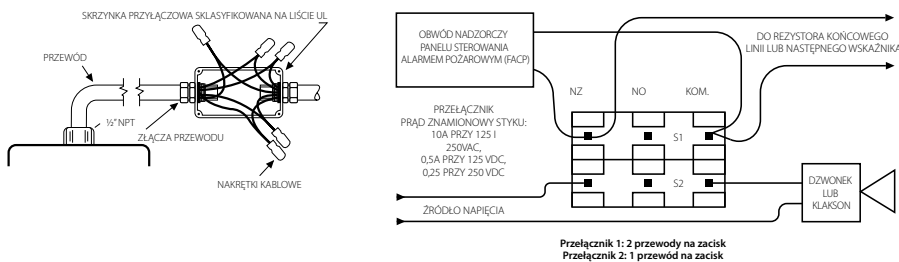 SKRZYNKA PRZYŁĄCZOWA SKLASYFIKOWANA NA LIŚCIE UL
PRZEWÓD
½" NPT
ZŁĄCZA PRZEWODU
NAKRĘTKI KABLOWE
OBWÓD NADZORCZY
PANELU STEROWANIA
ALARMEM POŻAROWYM (FACP)
DO REZYSTORA KOŃCOWEGO
LINII LUB NASTĘPNEGO WSKAŹNIKA
NZ NO KOM.
PRZEŁĄCZNIK
PRĄD ZNAMIONOWY STYKU:
10A PRZY 125 I
250VAC,
0,5A PRZY 125 VDC,
0,25 PRZY 250 VDC
S1
S2
DZWONEK
LUB
KLAKSON
ŹRÓDŁO NAPIĘCIA
Przełącznik 1: 2 przewody na zacisk
Przełącznik 2: 1 przewód na zacisk